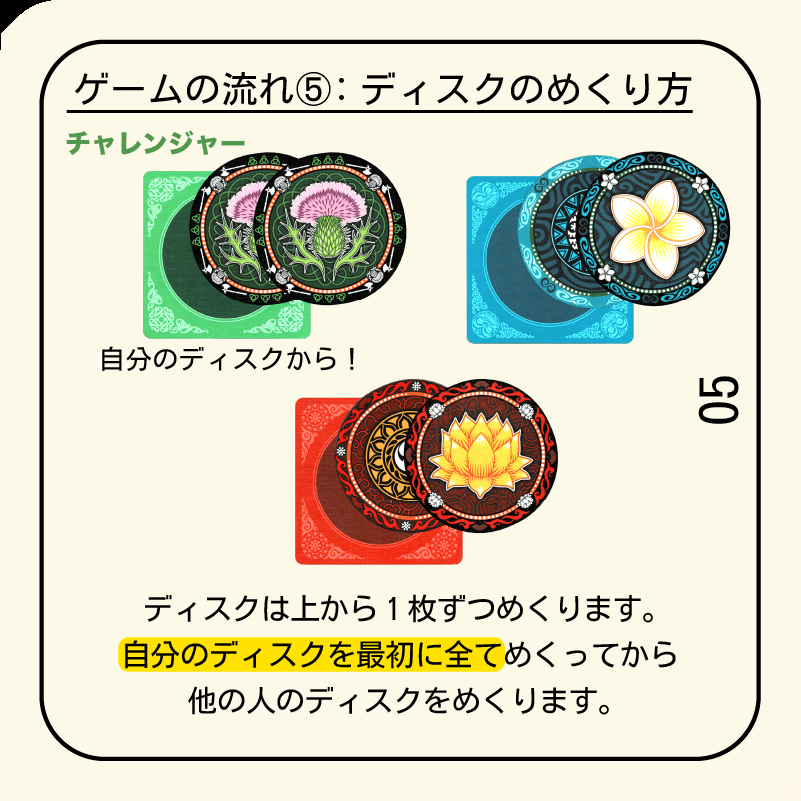 ゲームの流れ⑤：ディスクのめくり方
チャレンジャー
自分のディスクから！
05
ディスクは上から１枚ずつめくります。
自分のディスクを最初に全てめくってから
他の人のディスクをめくります。